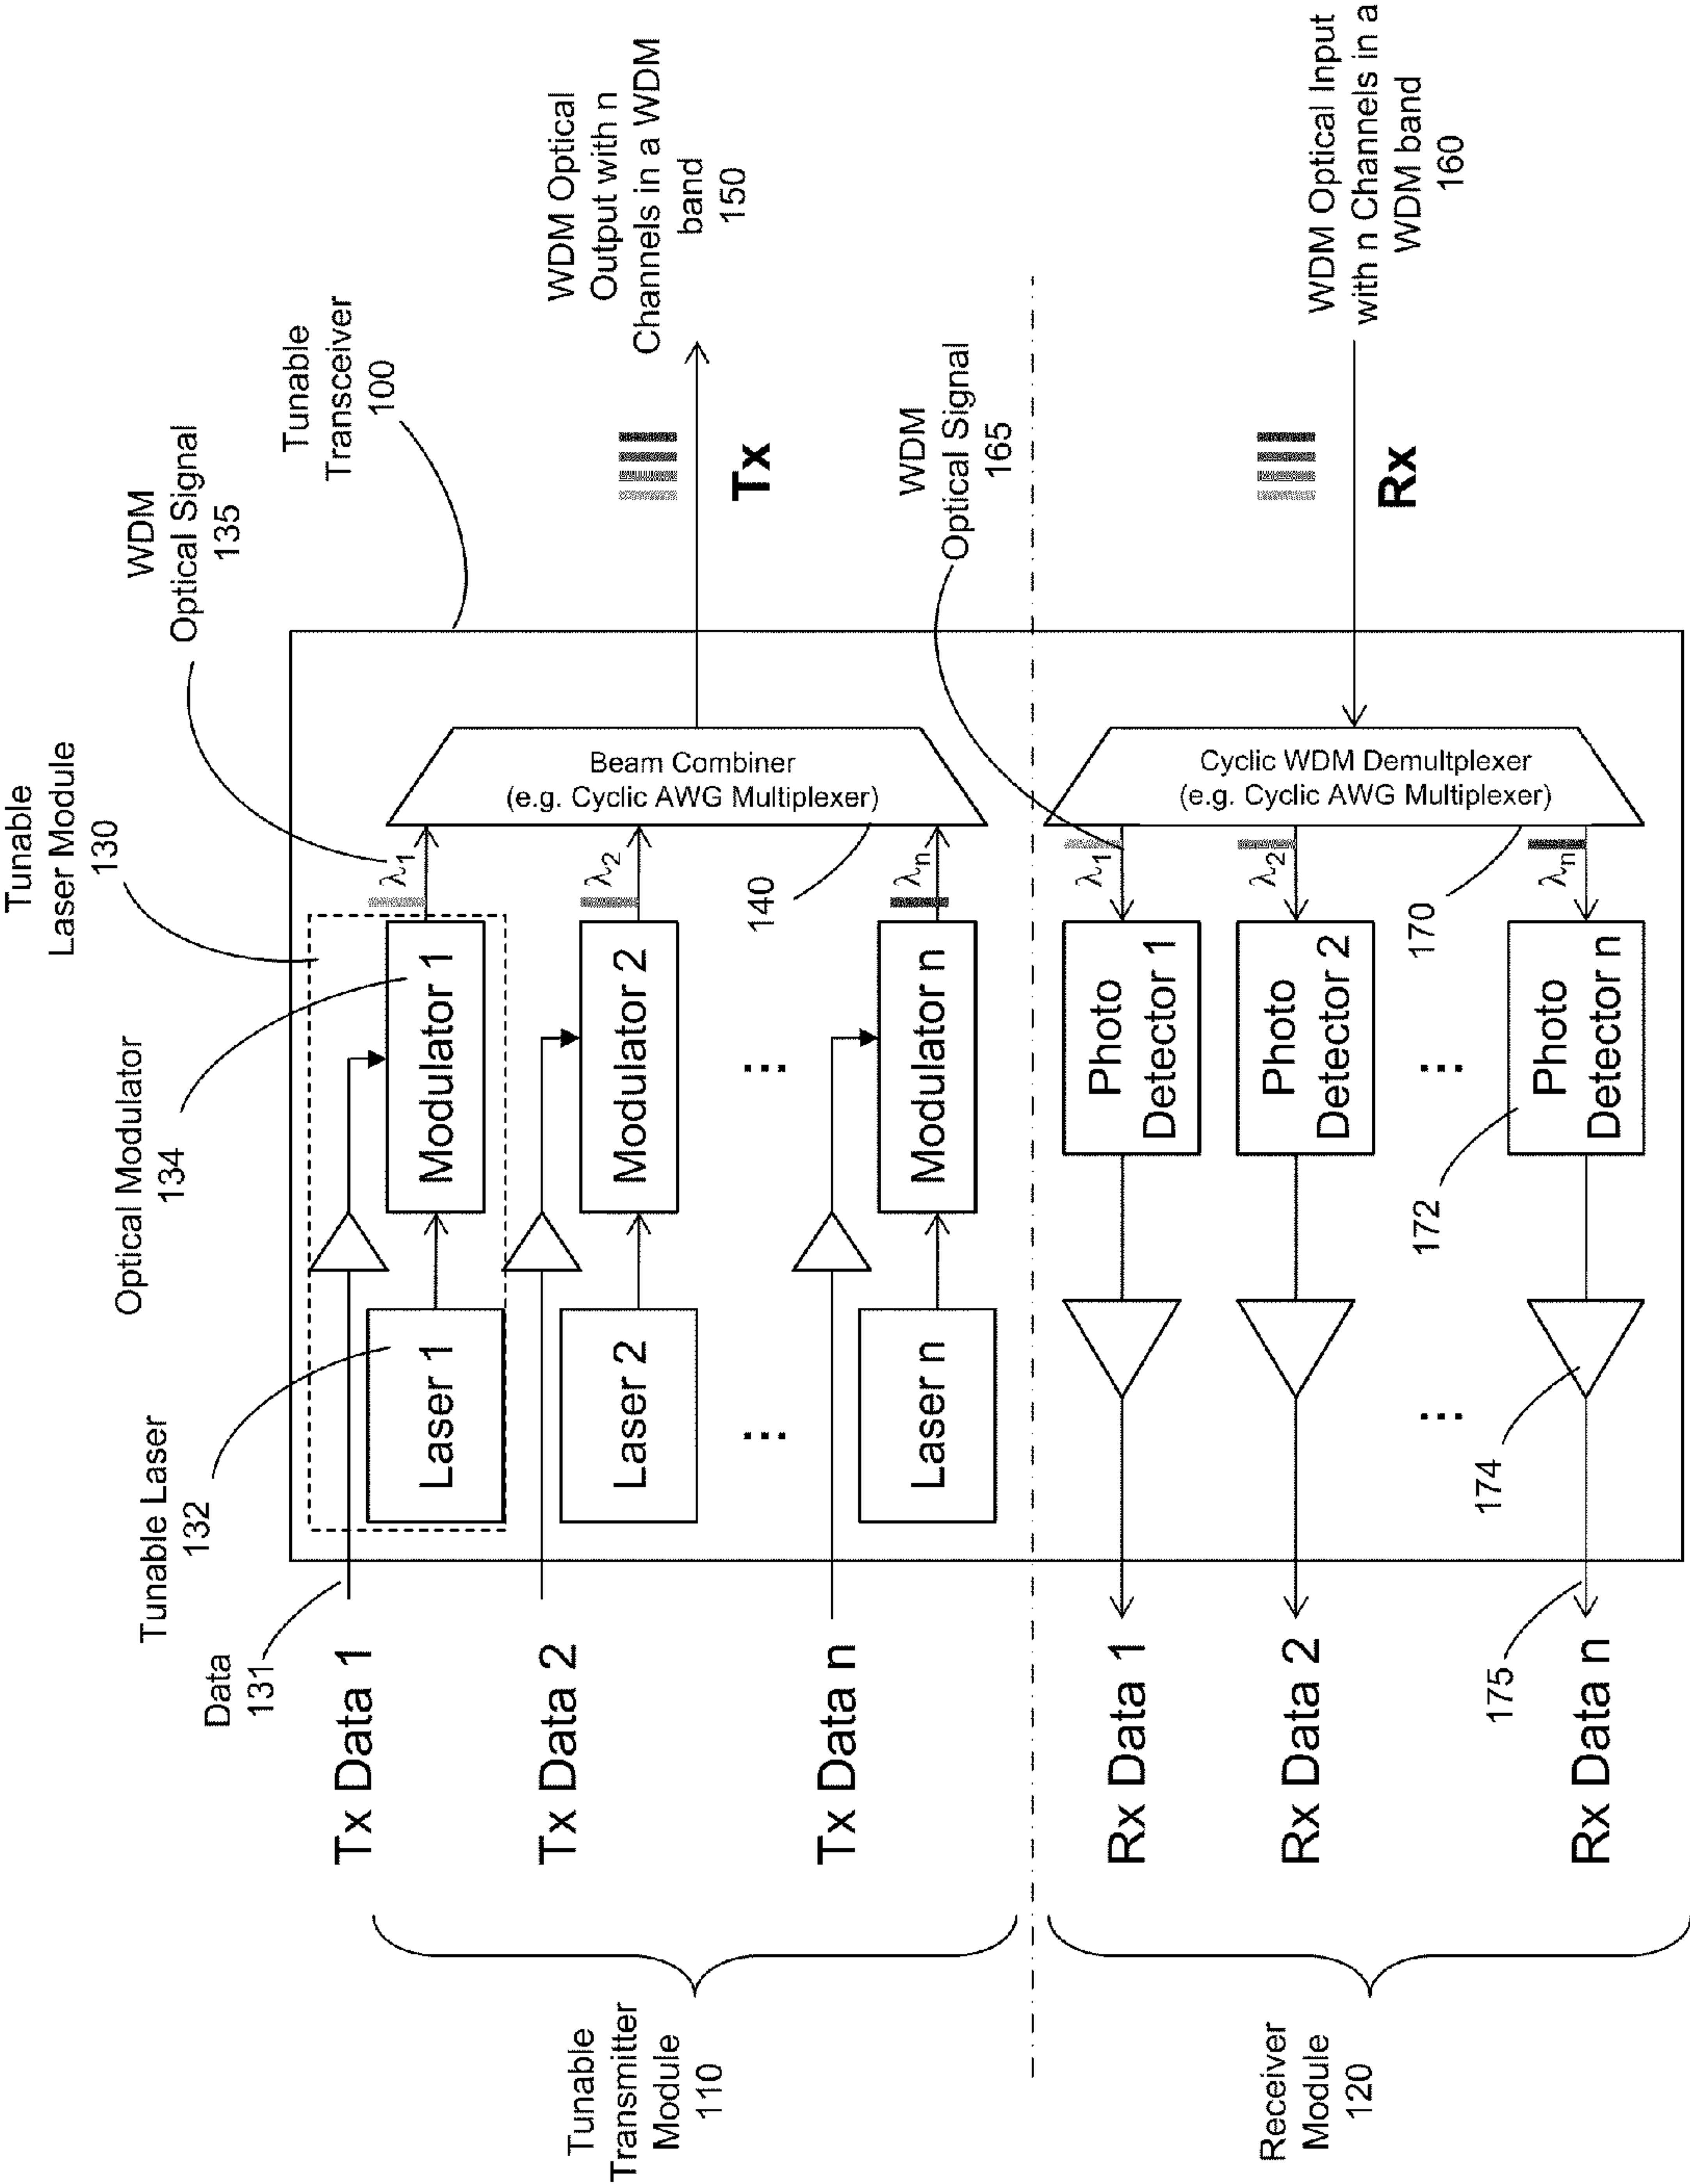 Tunable
Laser Module
130
WDM
Optical Signal
135
Tunable
Transceiver
100
Optical Modulator
134
Tunable Laser
132
Data
131
Tx Data 1
Laser 1
Modulator 1
λ1
Tx Data 2
Laser 2
Modulator 2
λ2
...
...
Tx Data n
Laser n
Modulator n
λn
Beam Combiner
(e.g. Cyclic AWG Multiplexer)
140
Tx
WDM Optical
Output with n
Channels in a WDM
band
150
Tunable
Transmitter
Module
110
WDM
Optical Signal
165
Rx Data 1
Photo
Detector 1
λ1
Rx Data 2
Photo
Detector 2
λ2
...
...
Rx Data n
Photo
Detector n
λn
172
174
175
Cyclic WDM Demultplexer
(e.g. Cyclic AWG Multiplexer)
170
Rx
WDM Optical Input
with n Channels in a
WDM band
160
Receiver
Module
120